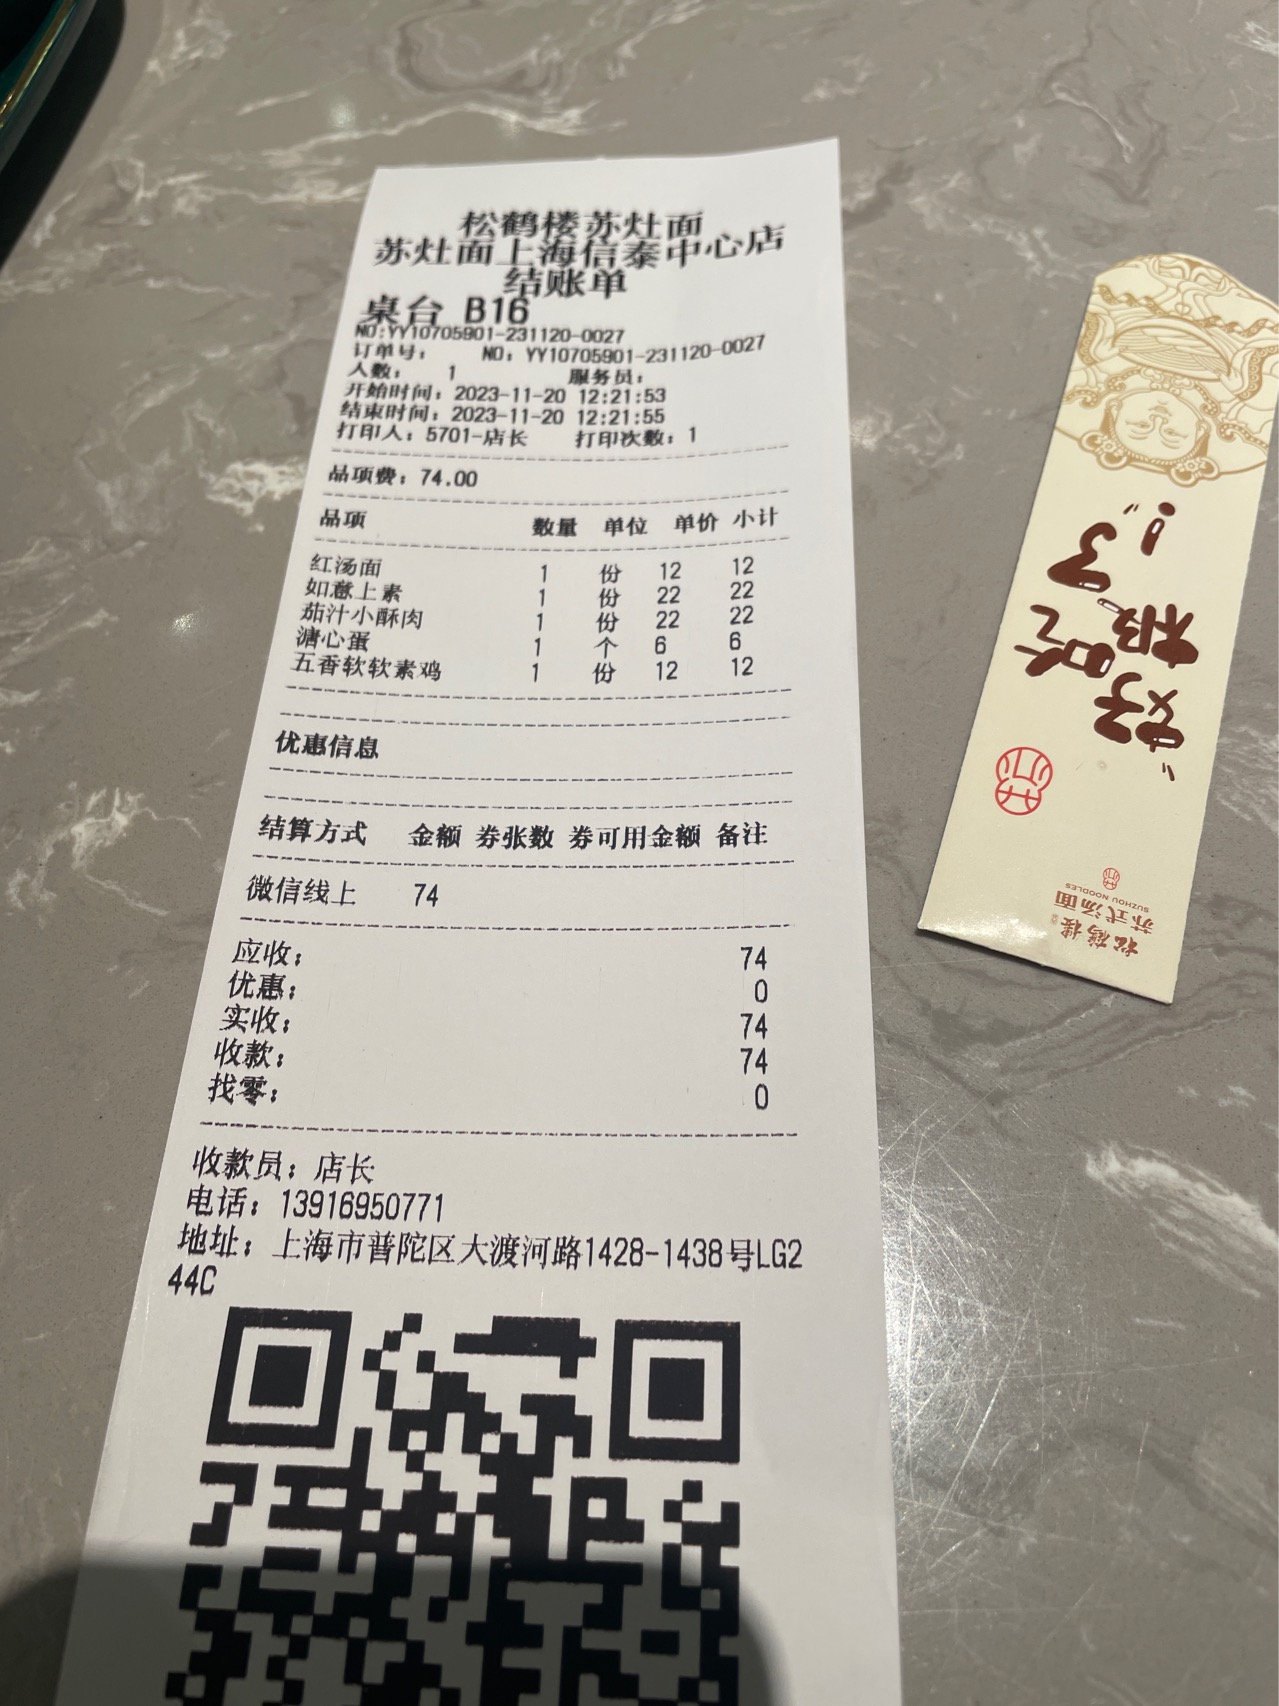 松鹤楼苏灶面
苏灶面上海信泰中心店
结账单
桌台 B16
NO:YY10705901-231120-0027
订单号： NO：YY10705901-231120-0027
人数： 1 服务员：
开始时间：2023-11-20 12:21:53
结束时间：2023-11-20 12:21:55
打印人：5701-店长 打印次数：1
品项费：74.00
品项 数量 单位 单价 小计
红汤面 1 份 12 12
如意上素 1 份 22 22
茄汁小酥肉 1 份 22 22
溏心蛋 1 个 6 6
五香软软素鸡 1 份 12 12
优惠信息
结算方式 金额 券张数 券可用金额 备注
微信线上 74
应收： 74
优惠： 0
实收： 74
收款： 74
找零： 0
收款员：店长
电话：13916950771
地址：上海市普陀区大渡河路1428-1438号LG2
44C
“好吃
极了!”
松鹤楼
苏式汤面
SUZHOU NOODLES